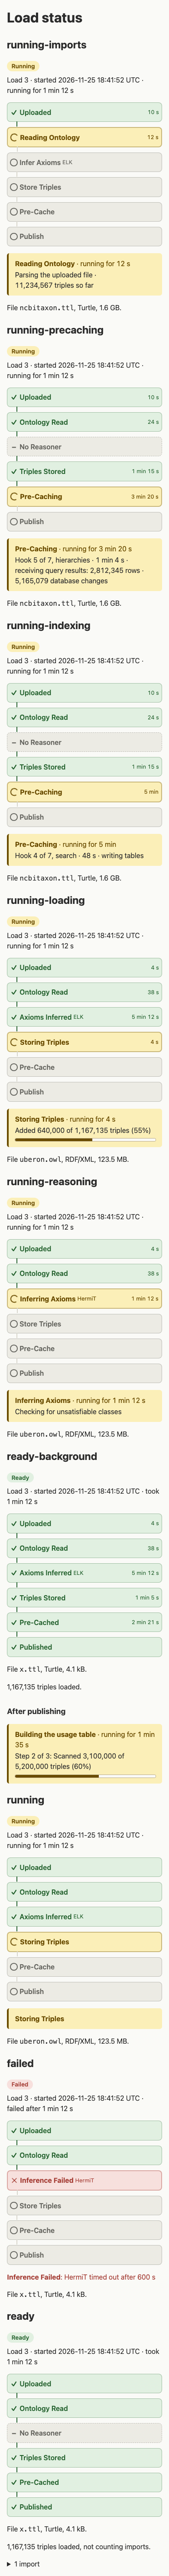 Load status
running-imports
Running
Load 3 · started 2026-11-25 18:41:52 UTC ·
running for 1 min 12 s
Uploaded 10 s
Reading Ontology 12 s
Infer Axioms ELK
Store Triples
Pre-Cache
Publish
Reading Ontology · running for 12 s
Parsing the uploaded file ·
11,234,567 triples so far
File ncbitaxon.ttl, Turtle, 1.6 GB.
running-precaching
Running
Load 3 · started 2026-11-25 18:41:52 UTC ·
running for 1 min 12 s
Uploaded 10 s
Ontology Read 24 s
No Reasoner
Triples Stored 1 min 15 s
Pre-Caching 3 min 20 s
Publish
Pre-Caching · running for 3 min 20 s
Hook 5 of 7, hierarchies · 1 min 4 s ·
receiving query results: 2,812,345 rows ·
5,165,079 database changes
File ncbitaxon.ttl, Turtle, 1.6 GB.
running-indexing
Running
Load 3 · started 2026-11-25 18:41:52 UTC ·
running for 1 min 12 s
Uploaded 10 s
Ontology Read 24 s
No Reasoner
Triples Stored 1 min 15 s
Pre-Caching 5 min
Publish
Pre-Caching · running for 5 min
Hook 4 of 7, search · 48 s · writing tables
File ncbitaxon.ttl, Turtle, 1.6 GB.
running-loading
Running
Load 3 · started 2026-11-25 18:41:52 UTC ·
running for 1 min 12 s
Uploaded 4 s
Ontology Read 38 s
Axioms Inferred ELK 5 min 12 s
Storing Triples 4 s
Pre-Cache
Publish
Storing Triples · running for 4 s
Added 640,000 of 1,167,135 triples (55%)
File uberon.owl, RDF/XML, 123.5 MB.
running-reasoning
Running
Load 3 · started 2026-11-25 18:41:52 UTC ·
running for 1 min 12 s
Uploaded 4 s
Ontology Read 38 s
Inferring Axioms HermiT 1 min 12 s
Store Triples
Pre-Cache
Publish
Inferring Axioms · running for 1 min 12 s
Checking for unsatisfiable classes
File uberon.owl, RDF/XML, 123.5 MB.
ready-background
Ready
Load 3 · started 2026-11-25 18:41:52 UTC · took
1 min 12 s
Uploaded 4 s
Ontology Read 38 s
Axioms Inferred ELK 5 min 12 s
Triples Stored 1 min 5 s
Pre-Cached 2 min 21 s
Published
File x.ttl, Turtle, 4.1 kB.
1,167,135 triples loaded.
After publishing
Building the usage table · running for 1 min
35 s
Step 2 of 3: Scanned 3,100,000 of
5,200,000 triples (60%)
running
Running
Load 3 · started 2026-11-25 18:41:52 UTC ·
running for 1 min 12 s
Uploaded
Ontology Read
Axioms Inferred ELK
Storing Triples
Pre-Cache
Publish
Storing Triples
File uberon.owl, RDF/XML, 123.5 MB.
failed
Failed
Load 3 · started 2026-11-25 18:41:52 UTC ·
failed after 1 min 12 s
Uploaded
Ontology Read
Inference Failed HermiT
Store Triples
Pre-Cache
Publish
Inference Failed: HermiT timed out after 600 s
File x.ttl, Turtle, 4.1 kB.
ready
Ready
Load 3 · started 2026-11-25 18:41:52 UTC · took
1 min 12 s
Uploaded
Ontology Read
No Reasoner
Triples Stored
Pre-Cached
Published
File x.ttl, Turtle, 4.1 kB.
1,167,135 triples loaded, not counting imports.
1 import